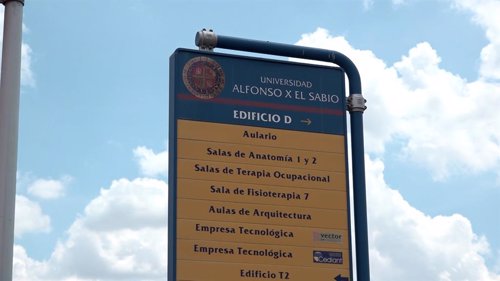 UNIVERSIDAD
ALFONSO X EL SABIO
EDIFICIO D →
Aulario
Salas de Anatomía 1 y 2
Salas de Terapia Ocupacional
Sala de Fisioterapia 7
Aulas de Arquitectura
Empresa Tecnológica vector
Empresa Tecnológica Cediant
Edificio T2